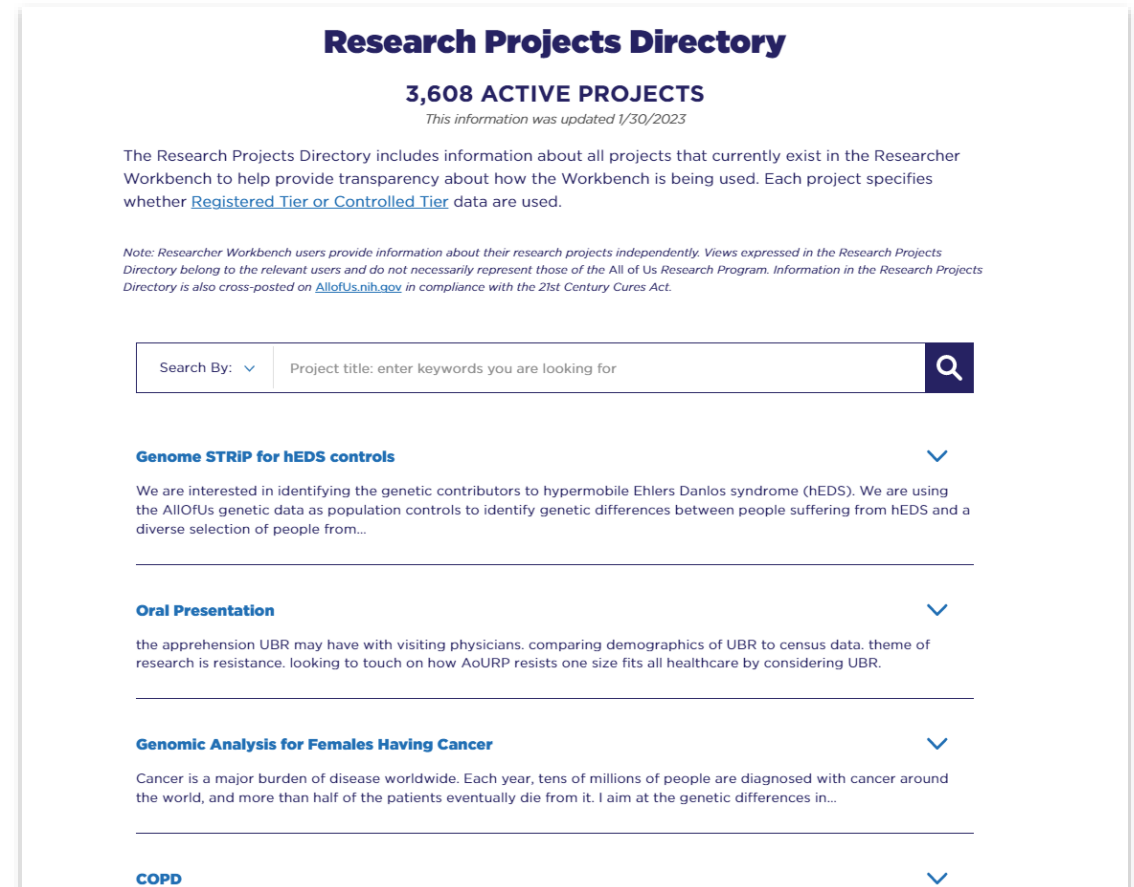 Research Projects Directory
3,608 ACTIVE PROJECTS
This information was updated 1/30/2023
The Research Projects Directory includes information about all projects that currently exist in the Researcher
Workbench to help provide transparency about how the Workbench is being used. Each project specifies
whether Registered Tier or Controlled Tier data are used.
Note: Researcher Workbench users provide information about their research projects independently. Views expressed in the Research Projects
Directory belong to the relevant users and do not necessarily represent those of the All of Us Research Program. Information in the Research Projects
Directory is also cross-posted on AllofUs.nih.gov in compliance with the 21st Century Cures Act.
Search By: Project title: enter keywords you are looking for
Genome STRiP for hEDS controls
We are interested in identifying the genetic contributors to hypermobile Ehlers Danlos syndrome (hEDS). We are using
the AllOfUs genetic data as population controls to identify genetic differences between people suffering from hEDS and a
diverse selection of people from...
Oral Presentation
the apprehension UBR may have with visiting physicians. comparing demographics of UBR to census data. theme of
research is resistance. looking to touch on how AoURP resists one size fits all healthcare by considering UBR.
Genomic Analysis for Females Having Cancer
Cancer is a major burden of disease worldwide. Each year, tens of millions of people are diagnosed with cancer around
the world, and more than half of the patients eventually die from it. I aim at the genetic differences in...
COPD